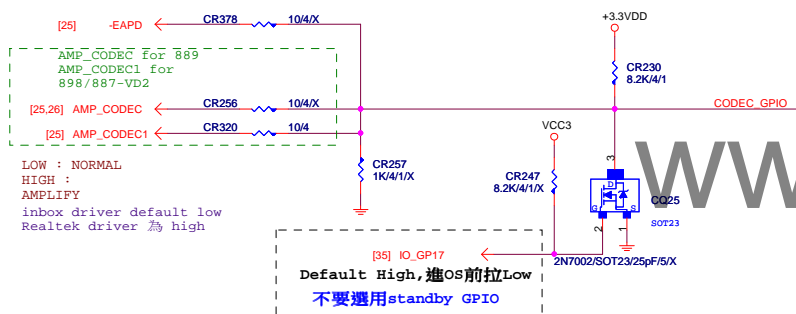 [25] -EAPD
CR378 10/4/X
+3.3VDD
AMP_CODEC for 889
AMP_CODEC1 for
898/887-VD2
CR230
8.2K/4/1
[25,26] AMP_CODEC
CR256 10/4/X
CODEC_GPIO
[25] AMP_CODEC1
CR320 10/4
VCC3
LOW : NORMAL
HIGH :
AMPLIFY
inbox driver default low
Realtek driver 為 high
CR257
1K/4/1/X
CR247
8.2K/4/1/X
3
D
G
S
2
1
CQ25
SOT23
2N7002/SOT23/25pF/5/X
ww
[35] IO_GP17
Default High,進OS前拉Low
不要選用standby GPIO